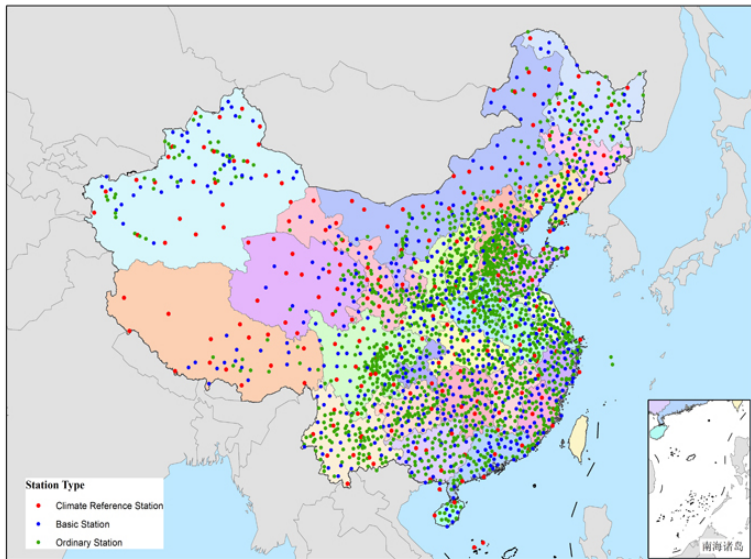 Station Type
Climate Reference Station
Basic Station
Ordinary Station
南海诸岛